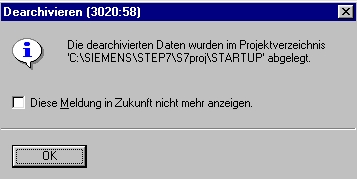 Dearchivieren (3020:58)
Die dearchivierten Daten wurden im Projektverzeichnis
'C:\SIEMENS\STEP7\S7proj\STARTUP' abgelegt.
Diese Meldung in Zukunft nicht mehr anzeigen.
OK